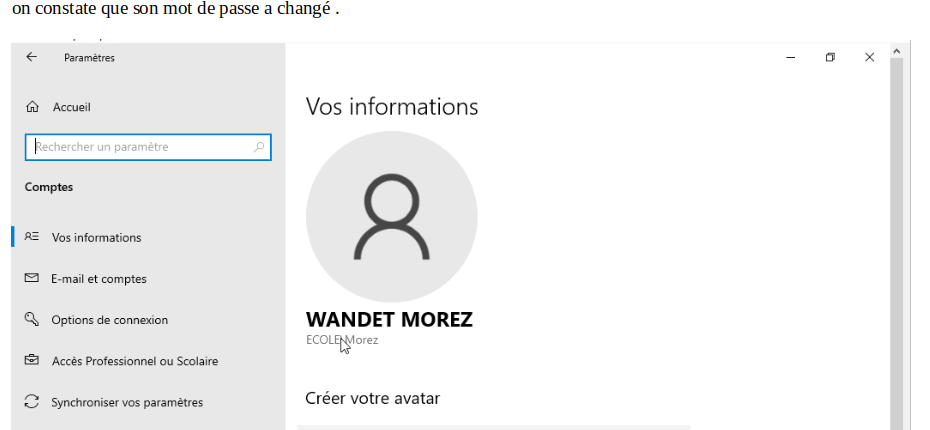 on constate que son mot de passe a changé .
Paramètres
Accueil
Rechercher un paramètre
Comptes
Vos informations
E-mail et comptes
Options de connexion
Accès Professionnel ou Scolaire
Synchroniser vos paramètres
Vos informations
WANDET MOREZ
ECOLE\Morez
Créer votre avatar